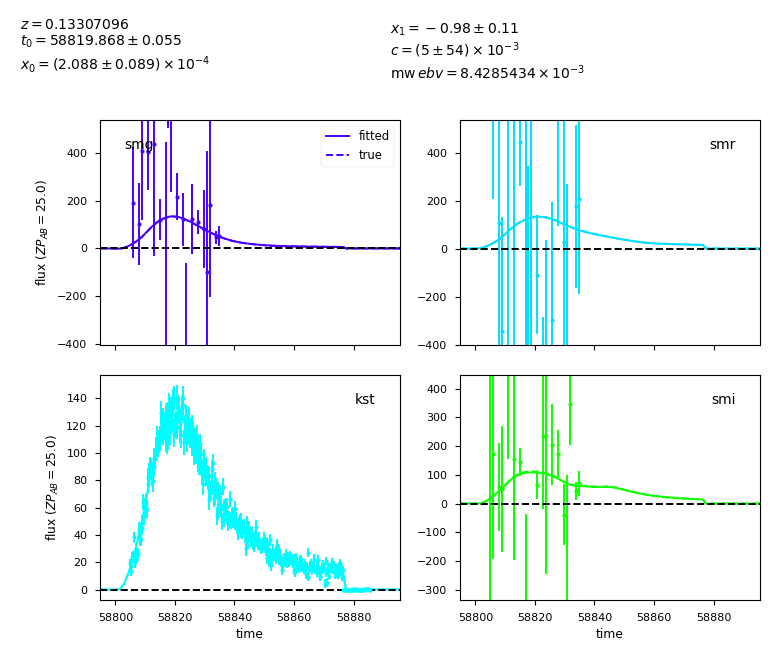 z = 0.13307096
t₀ = 58819.868 ± 0.055
x₀ = (2.088 ± 0.089) × 10⁻⁴
x₁ = −0.98 ± 0.11
c = (5 ± 54) × 10⁻³
mw ebv = 8.4285434 × 10⁻³
smg
fitted
true
flux (ZP_AB = 25.0)
400
200
0
−200
−400
smr
400
200
0
−200
−400
kst
flux (ZP_AB = 25.0)
140
120
100
80
60
40
20
0
58800 58820 58840 58860 58880
time
smi
400
300
200
100
0
−100
−200
−300
58800 58820 58840 58860 58880
time